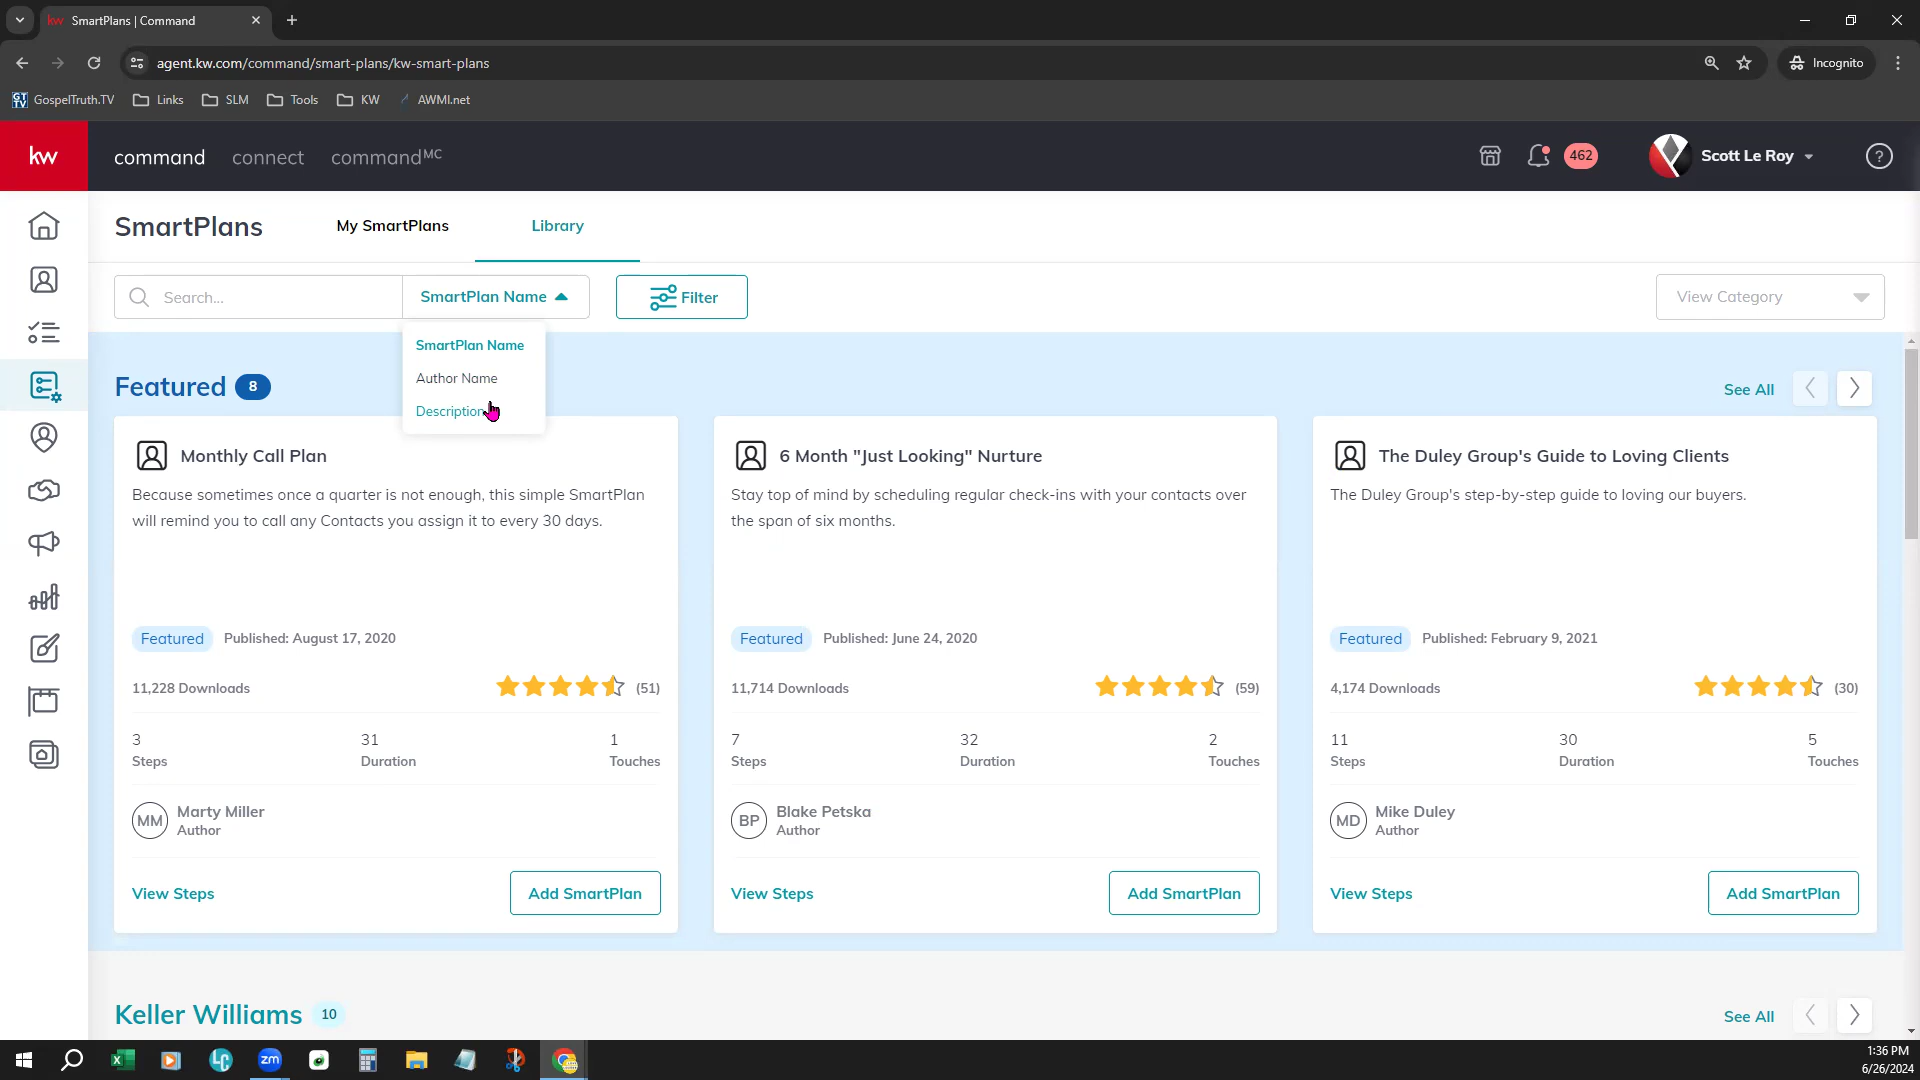 kw SmartPlans | Command
agent.kw.com/command/smart-plans/kw-smart-plans
Incognito
GT TV GospelTruth.TV Links SLM Tools KW AWMI.net
kw command connect commandMC 462 Scott Le Roy ?
SmartPlans My SmartPlans Library
Search... SmartPlan Name Filter View Category
SmartPlan Name
Author Name
Description
Featured 8 See All
Monthly Call Plan
Because sometimes once a quarter is not enough, this simple SmartPlan
will remind you to call any Contacts you assign it to every 30 days.
Featured Published: August 17, 2020
11,228 Downloads (51)
3 31 1
Steps Duration Touches
MM Marty Miller
Author
View Steps Add SmartPlan
6 Month "Just Looking" Nurture
Stay top of mind by scheduling regular check-ins with your contacts over
the span of six months.
Featured Published: June 24, 2020
11,714 Downloads (59)
7 32 2
Steps Duration Touches
BP Blake Petska
Author
View Steps Add SmartPlan
The Duley Group's Guide to Loving Clients
The Duley Group's step-by-step guide to loving our buyers.
Featured Published: February 9, 2021
4,174 Downloads (30)
11 30 5
Steps Duration Touches
MD Mike Duley
Author
View Steps Add SmartPlan
Keller Williams 10 See All
LC zm
1:36 PM
6/26/2024